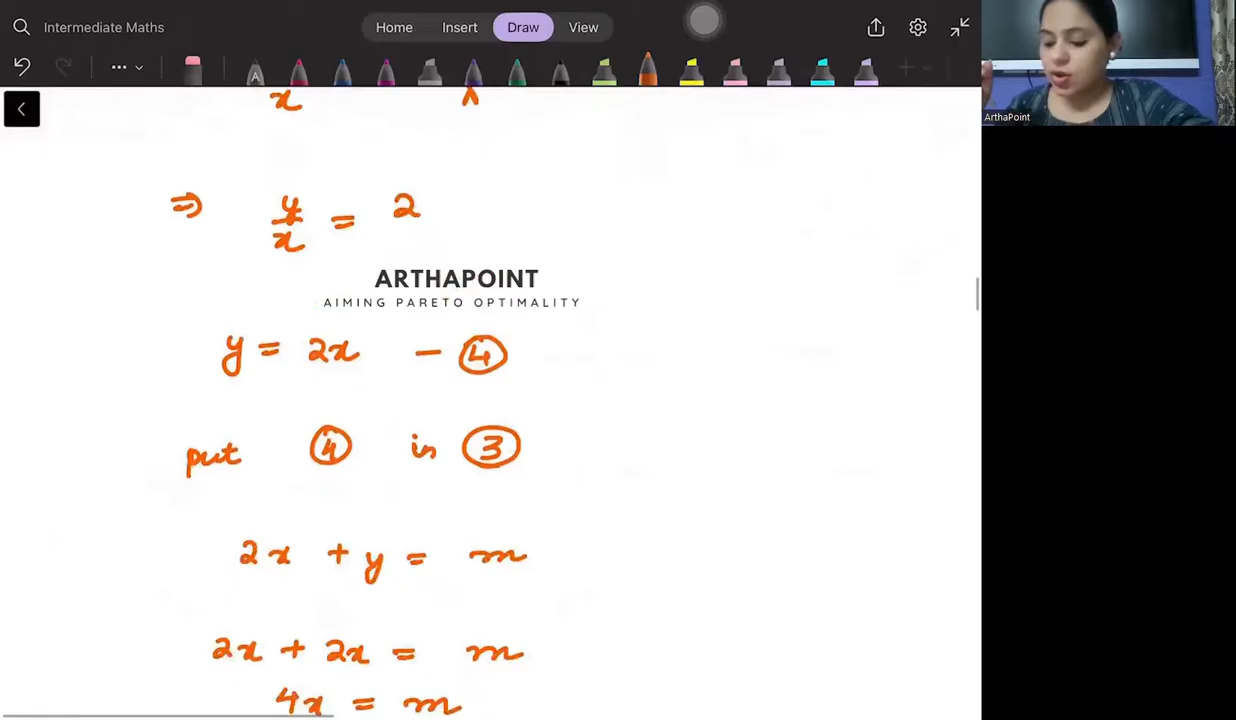 Intermediate Maths
Home Insert Draw View
A
x λ
⇒ y/x = 2
ARTHAPOINT
AIMING PARETO OPTIMALITY
y = 2x - ④
put ④ in ③
2x + y = m
2x + 2x = m
4x = m
ArthaPoint